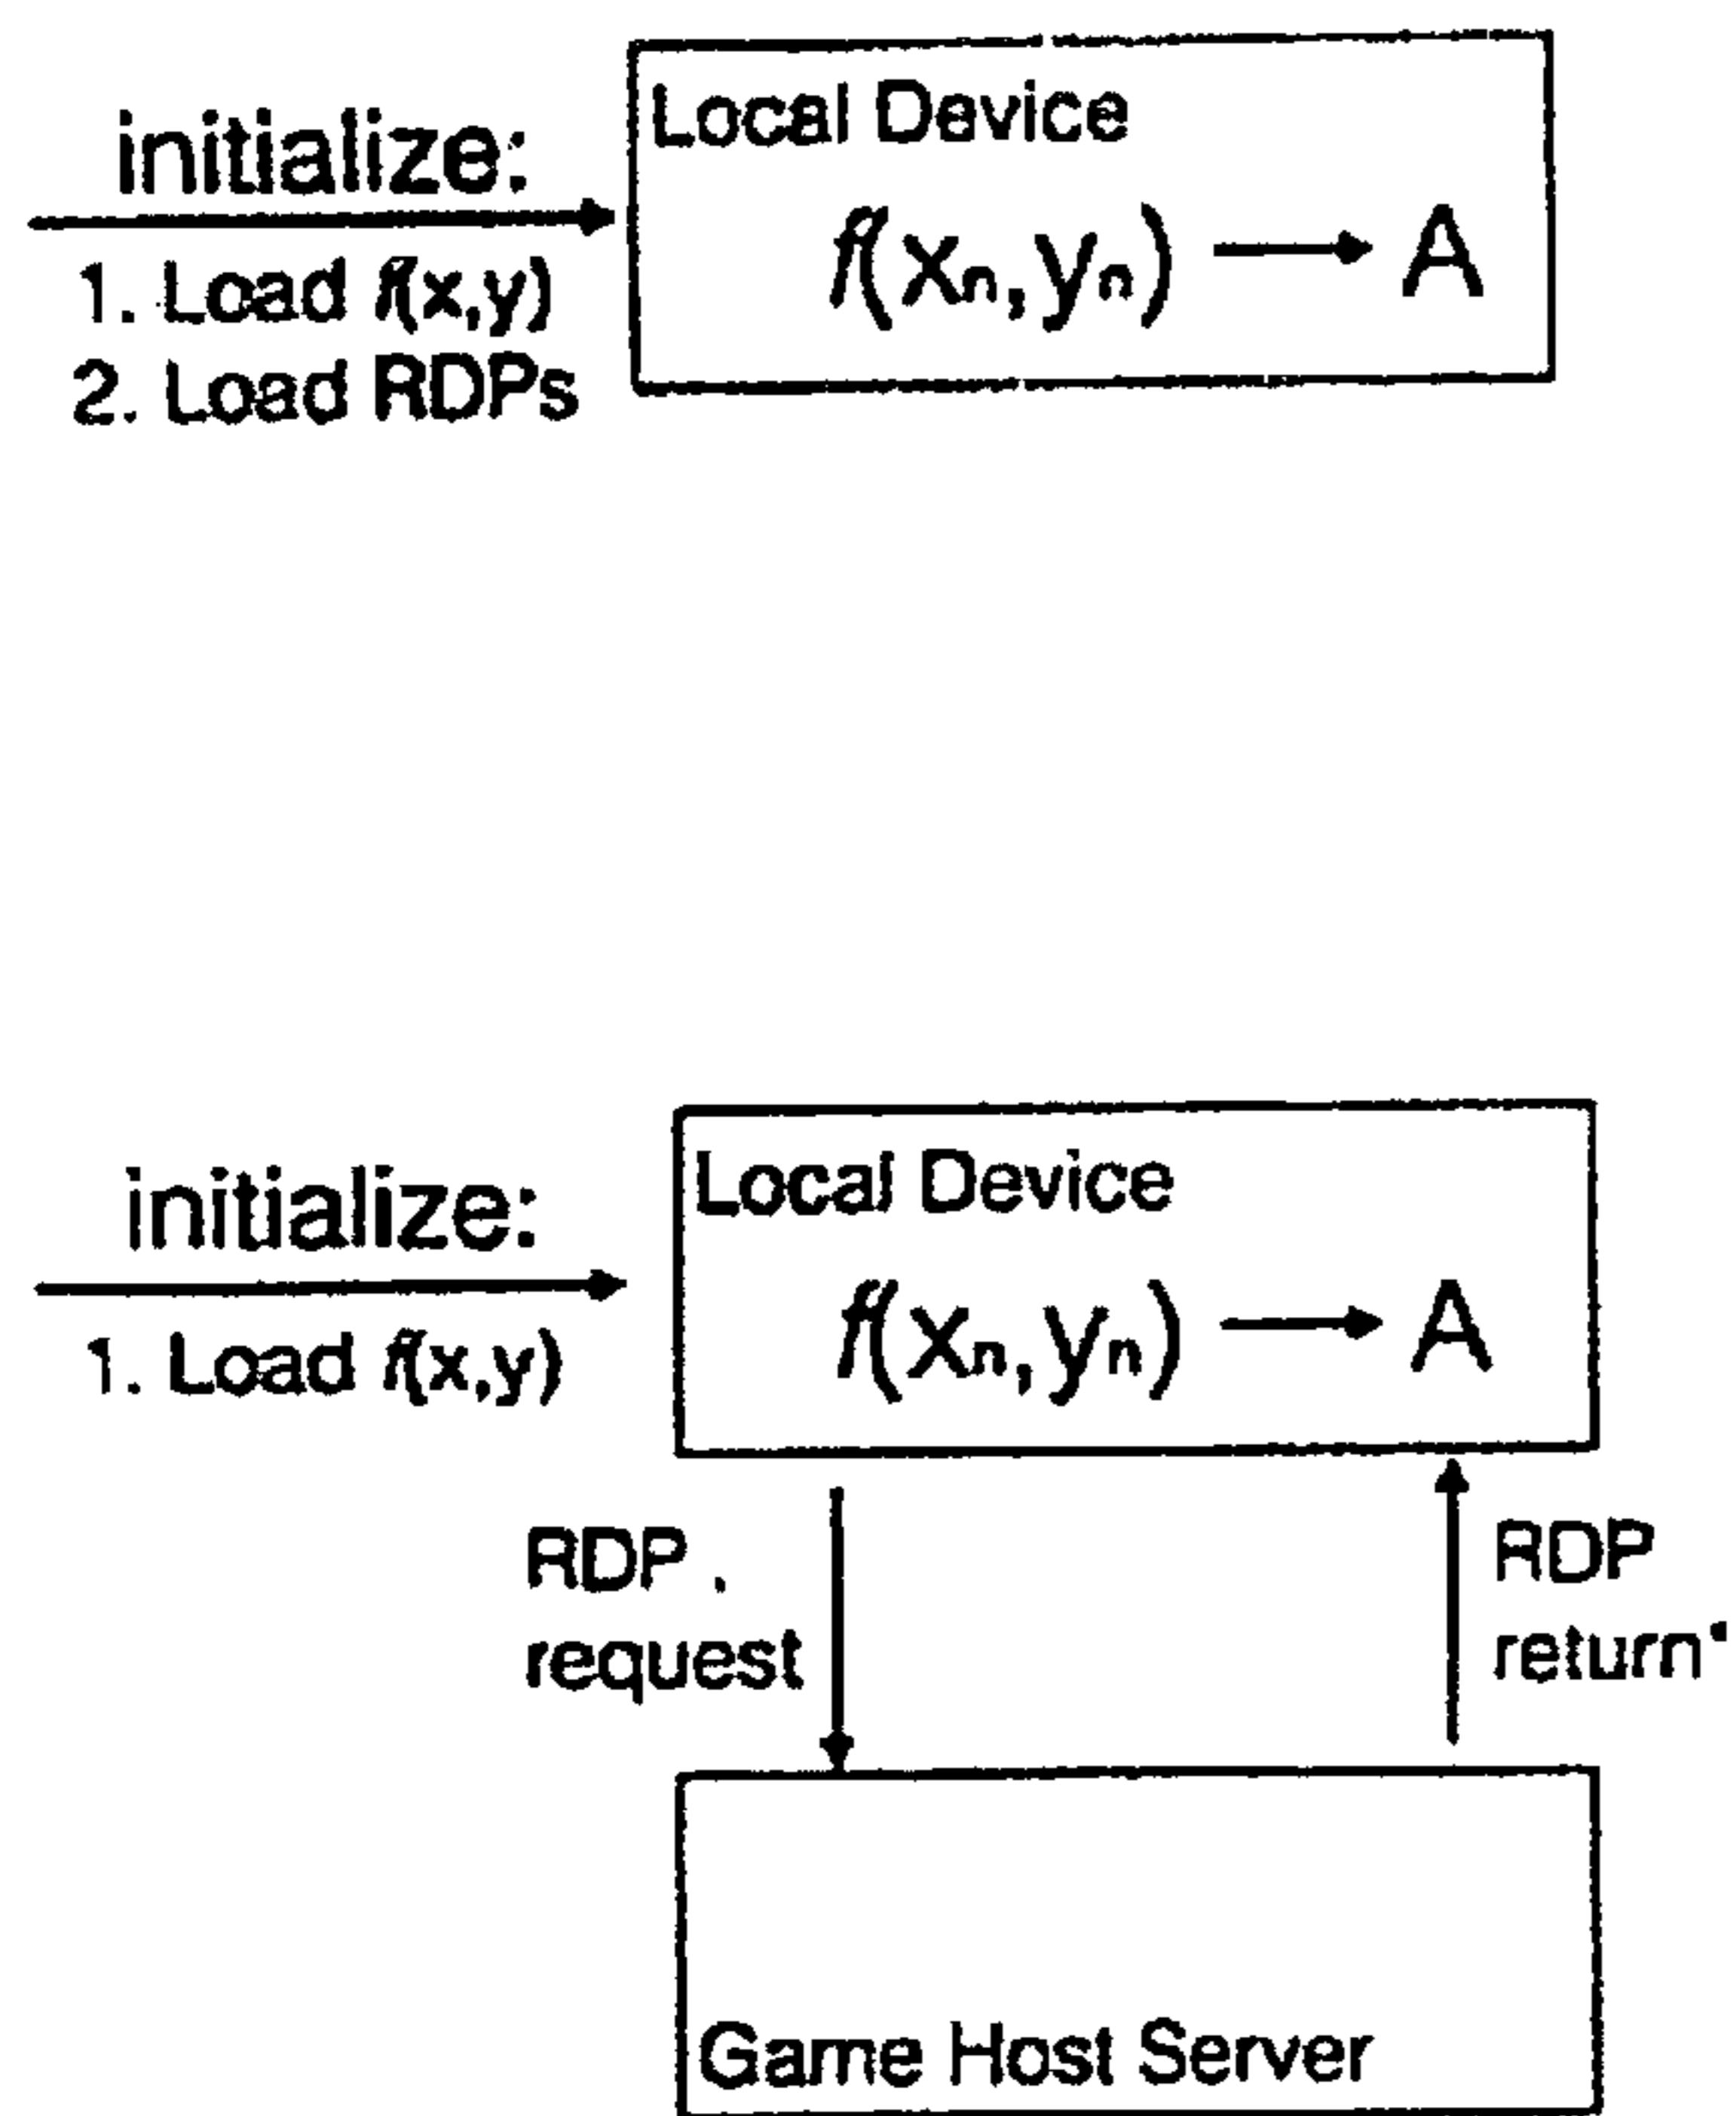 initialize:
1. Load f(x,y)
2. Load RDPs
Local Device
f(xn,yn) → A
initialize:
1. Load f(x,y)
Local Device
f(xn,yn) → A
RDP
request
RDP
return
Game Host Server